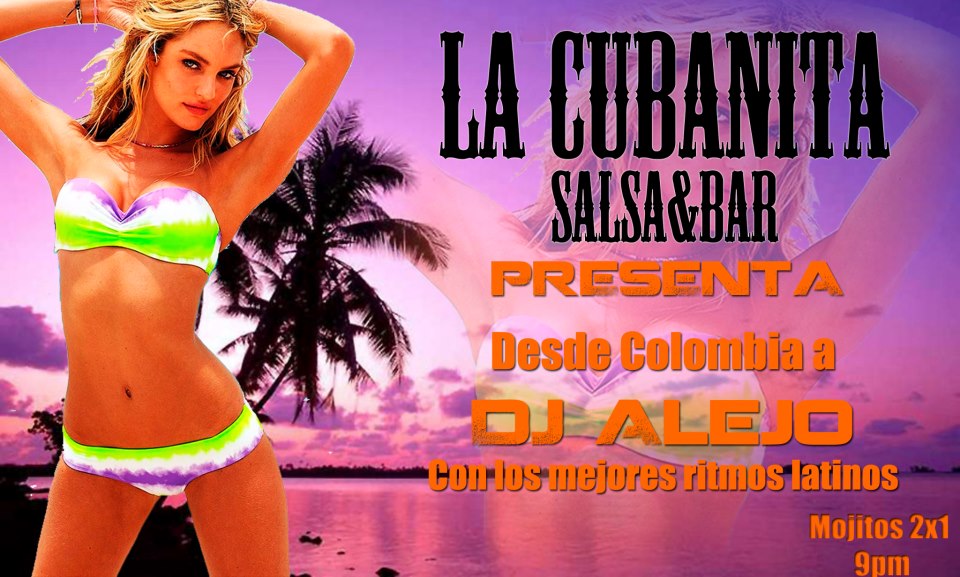 LA CUBANITA
SALSA&BAR
PRESENTA
Desde Colombia a
DJ ALEJO
Con los mejores ritmos latinos
Mojitos 2x1
9pm